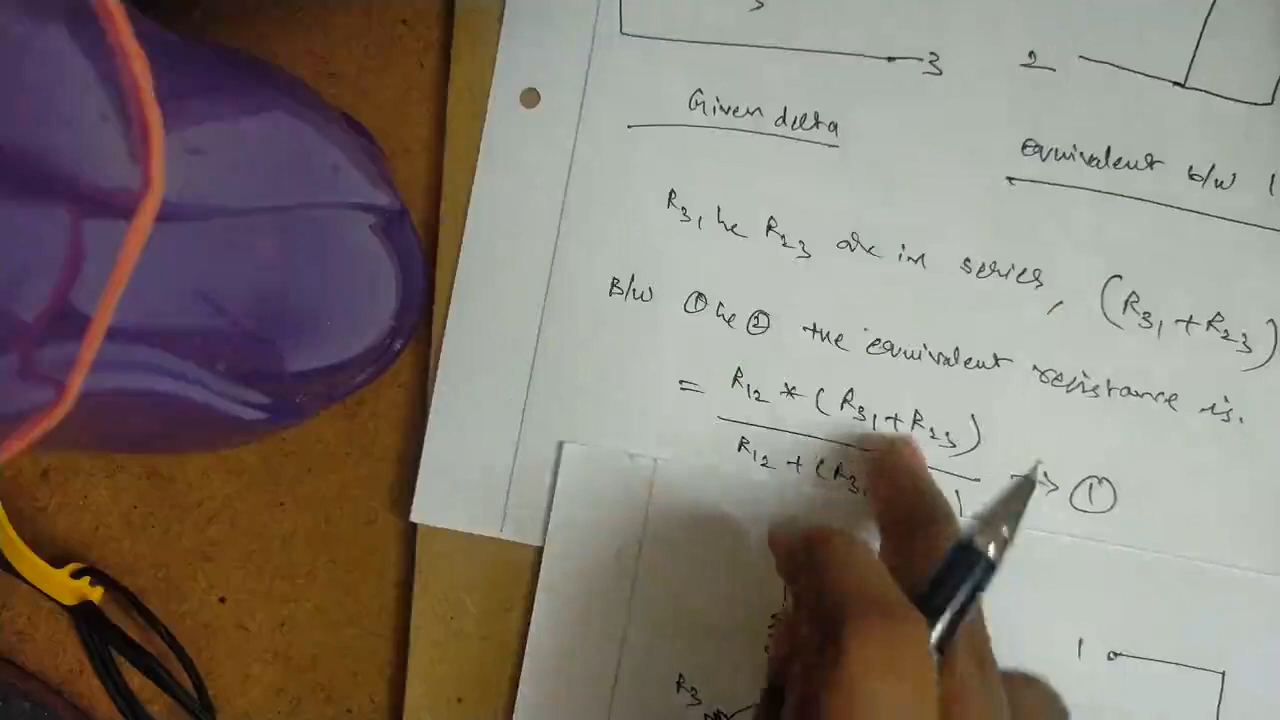 3
2
Given delta
equivalent b/w 1
R31 & R23 are in series, (R31 + R23)
B/w ① & ② the equivalent resistance is.
= R12 * (R31 + R23)
R12 + (R31
→ ①
R3
1